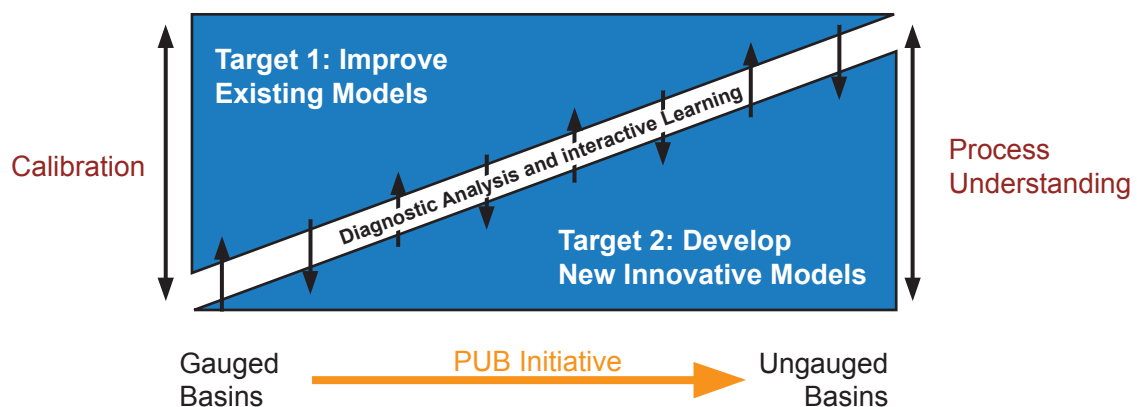 Target 1: Improve
Existing Models
Calibration
Diagnostic Analysis and interactive Learning
Process
Understanding
Target 2: Develop
New Innovative Models
Gauged
Basins
PUB Initiative
Ungauged
Basins